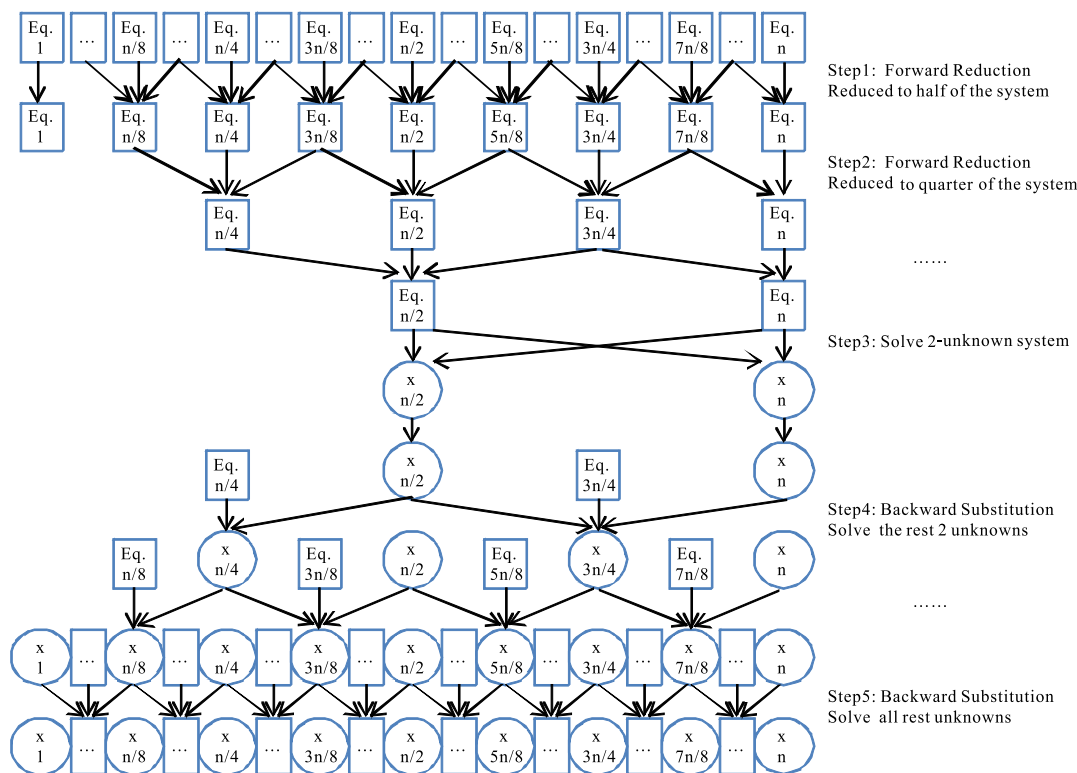 Eq. ... Eq. ... Eq. ... Eq. ... Eq. ... Eq. ... Eq. ... Eq. ... Eq.
1 n/8 n/4 3n/8 n/2 5n/8 3n/4 7n/8 n
Step1: Forward Reduction
Reduced to half of the system
Eq. Eq. Eq. Eq. Eq. Eq. Eq. Eq. Eq.
1 n/8 n/4 3n/8 n/2 5n/8 3n/4 7n/8 n
Step2: Forward Reduction
Reduced to quarter of the system
Eq. Eq. Eq. Eq.
n/4 n/2 3n/4 n
......
Eq. Eq.
n/2 n
Step3: Solve 2-unknown system
x x
n/2 n
Eq. x Eq. x
n/4 n/2 3n/4 n
Step4: Backward Substitution
Solve the rest 2 unknowns
Eq. x Eq. x Eq. x Eq. x
n/8 n/4 3n/8 n/2 5n/8 3n/4 7n/8 n
......
x ... x ... x ... x ... x ... x ... x ... x ... x
1 n/8 n/4 3n/8 n/2 5n/8 3n/4 7n/8 n
Step5: Backward Substitution
Solve all rest unknowns
x ... x ... x ... x ... x ... x ... x ... x ... x
1 n/8 n/4 3n/8 n/2 5n/8 3n/4 7n/8 n